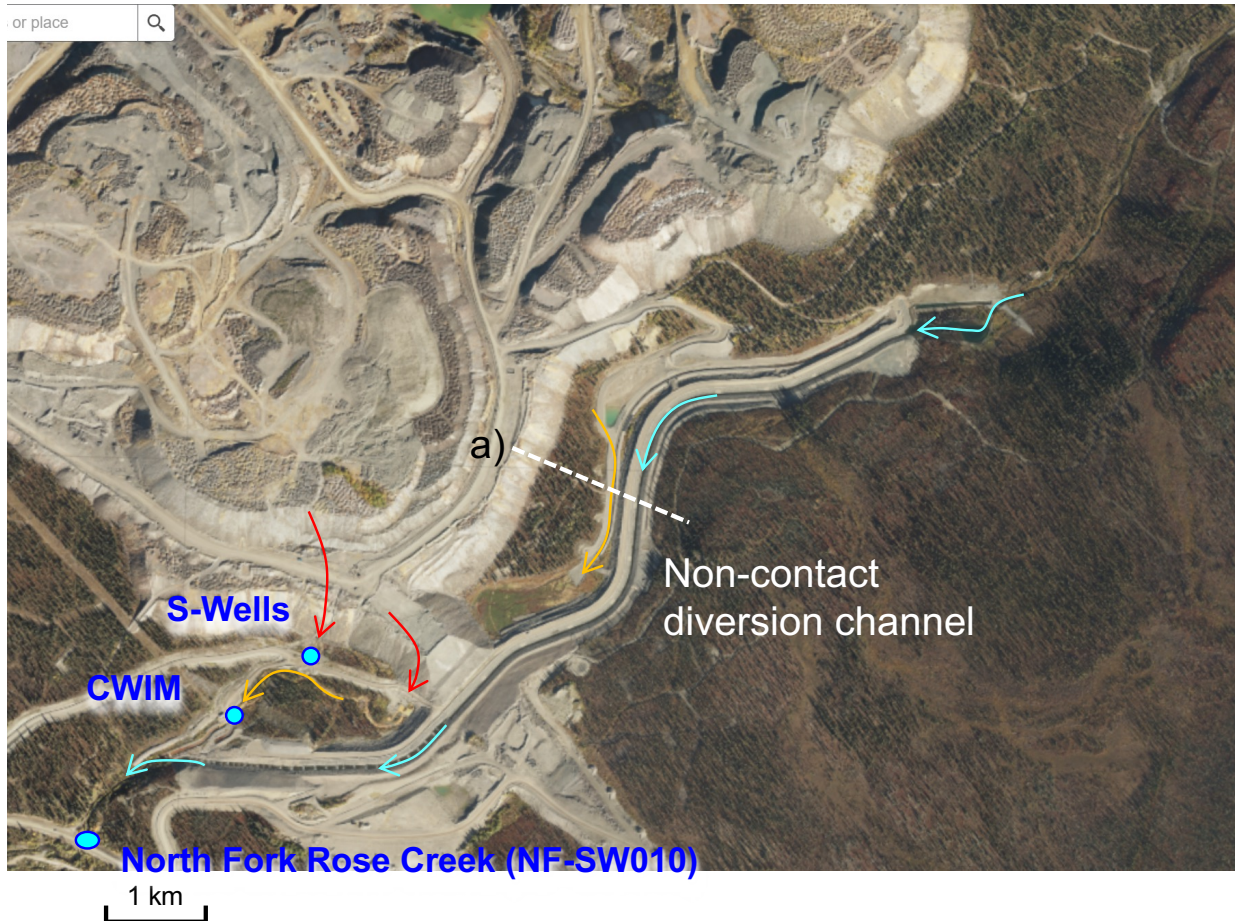 or place
a)
Non-contact
diversion channel
S-Wells
CWIM
North Fork Rose Creek (NF-SW010)
1 km